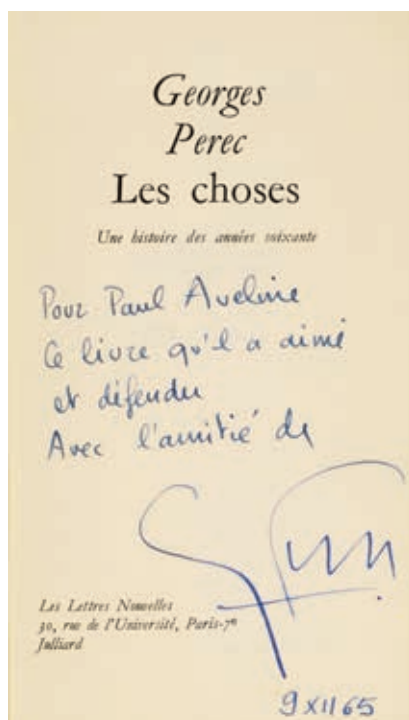 Georges
Perec
Les choses
Une histoire des années soixante
Pour Paul Aveline
Ce livre qu'il a aimé
et défendu
Avec l'amitié de
Les Lettres Nouvelles
30, rue de l'Université, Paris-7e
Julliard
9 XII 65